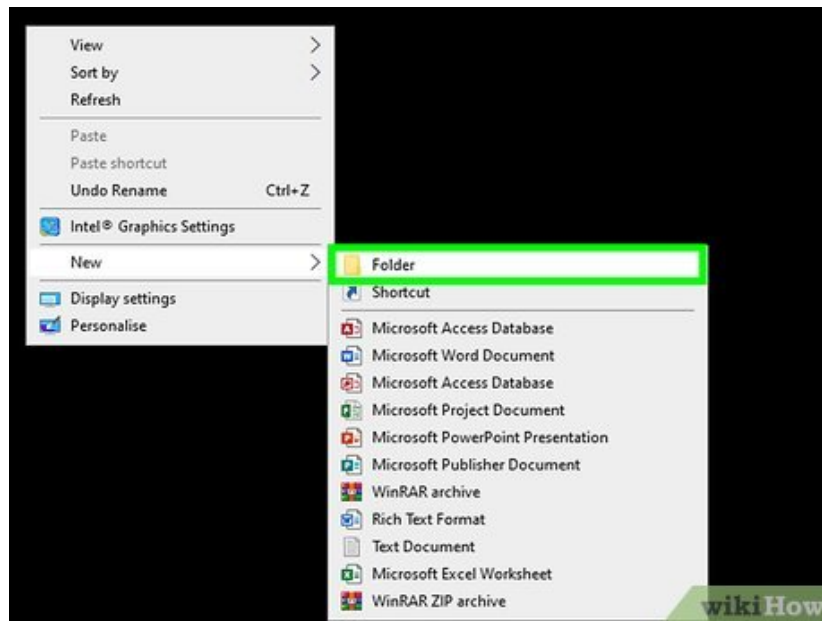 View
Sort by
Refresh
Paste
Paste shortcut
Undo Rename Ctrl+Z
Intel® Graphics Settings
New
Display settings
Personalise
Folder
Shortcut
Microsoft Access Database
Microsoft Word Document
Microsoft Access Database
Microsoft Project Document
Microsoft PowerPoint Presentation
Microsoft Publisher Document
WinRAR archive
Rich Text Format
Text Document
Microsoft Excel Worksheet
WinRAR ZIP archive
wikiHow